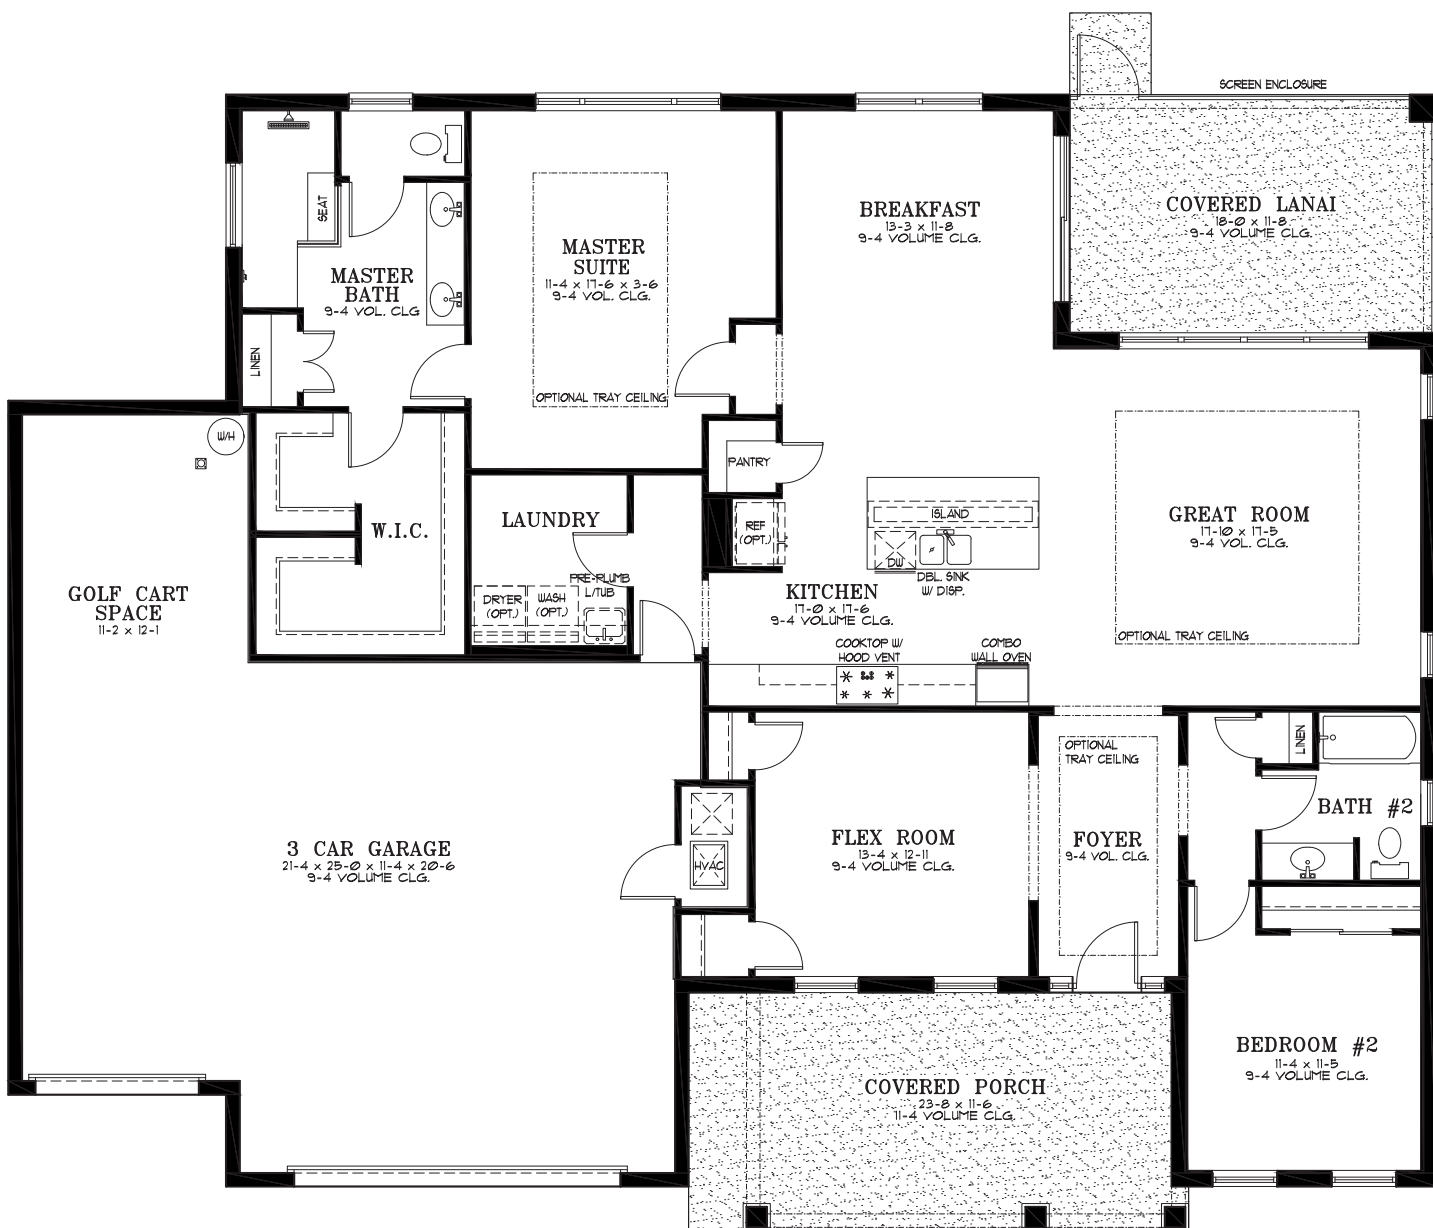 SCREEN ENCLOSURE
COVERED LANAI
18-0 x 11-8
9-4 VOLUME CLG.
BREAKFAST
13-3 x 11-8
9-4 VOLUME CLG.
SEAT
MASTER
SUITE
11-4 x 17-6 x 3-6
9-4 VOL. CLG.
OPTIONAL TRAY CEILING
MASTER
BATH
9-4 VOL. CLG
LINEN
W/H
PANTRY
W.I.C.
LAUNDRY
PRE-PLUMB
L/TUB
DRYER
(OPT.)
WASH
(OPT.)
REF
(OPT.)
ISLAND
DW
DBL. SINK
W/ DISP.
KITCHEN
17-0 x 17-6
9-4 VOLUME CLG.
COOKTOP W/
HOOD VENT
COMBO
WALL OVEN
GREAT ROOM
17-10 x 17-5
9-4 VOL. CLG.
OPTIONAL TRAY CEILING
GOLF CART
SPACE
11-2 x 12-1
3 CAR GARAGE
21-4 x 25-0 x 11-4 x 20-6
9-4 VOLUME CLG.
HVAC
FLEX ROOM
13-4 x 12-11
9-4 VOLUME CLG.
OPTIONAL
TRAY CEILING
FOYER
9-4 VOL. CLG.
LINEN
BATH #2
BEDROOM #2
11-4 x 11-5
9-4 VOLUME CLG.
COVERED PORCH
23-8 x 11-6
11-4 VOLUME CLG.